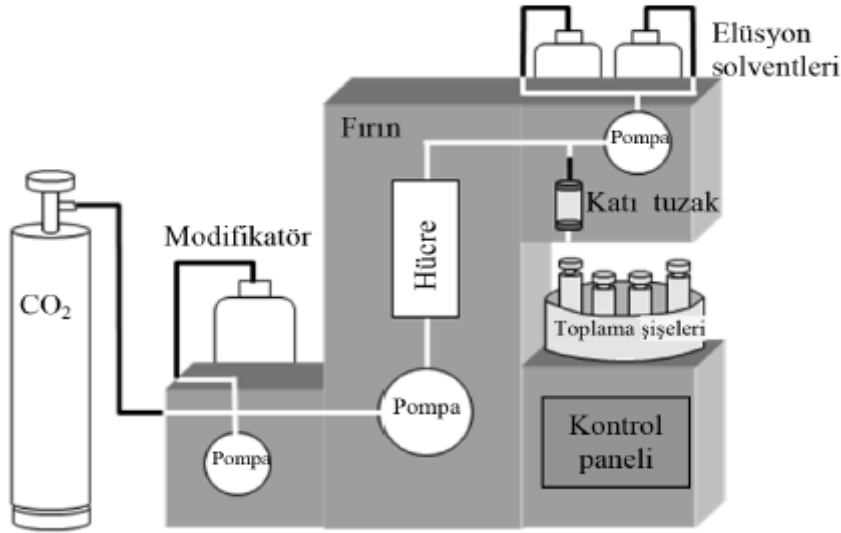 Elüsyon
solventleri
Fırın
Pompa
Katı tuzak
Modifikatör
Hücre
CO₂
Toplama şişeleri
Pompa
Kontrol
paneli
Pompa